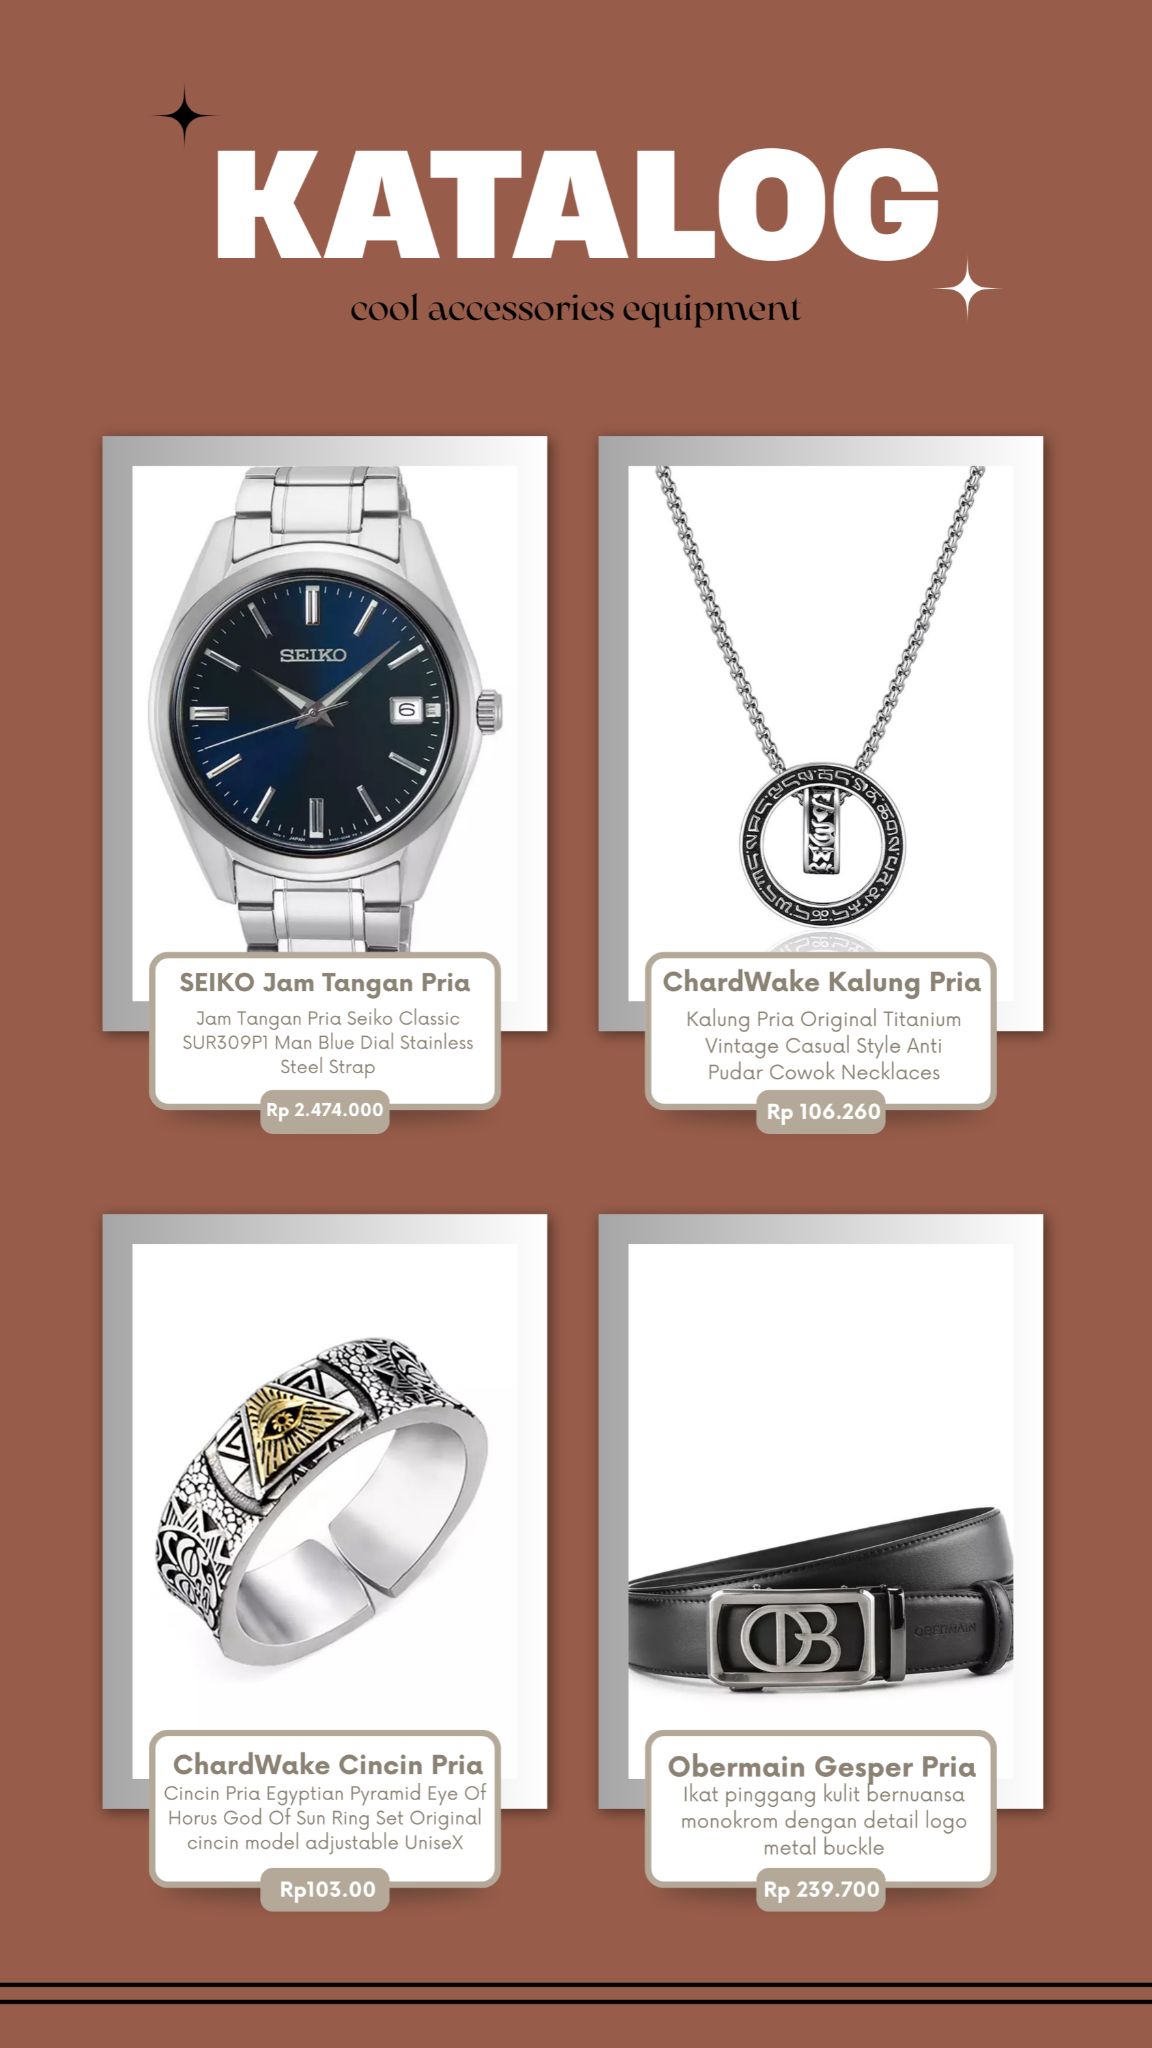 KATALOG
cool accessories equipment
SEIKO
6
SEIKO Jam Tangan Pria
Jam Tangan Pria Seiko Classic
SUR309P1 Man Blue Dial Stainless
Steel Strap
Rp 2.474.000
ChardWake Kalung Pria
Kalung Pria Original Titanium
Vintage Casual Style Anti
Pudar Cowok Necklaces
Rp 106.260
ChardWake Cincin Pria
Cincin Pria Egyptian Pyramid Eye Of
Horus God Of Sun Ring Set Original
cincin model adjustable UniseX
Rp103.00
OB
OBERMAIN
Obermain Gesper Pria
Ikat pinggang kulit bernuansa
monokrom dengan detail logo
metal buckle
Rp 239.700